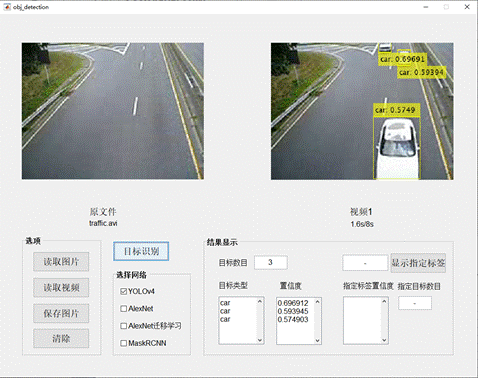 obj_detection
car: 0.69691
car: 0.59394
car: 0.5749
原文件
traffic.avi
视频1
1.6s/8s
选项
读取图片
读取视频
保存图片
清除
目标识别
选择网络
YOLOv4
AlexNet
AlexNet迁移学习
MaskRCNN
结果显示
目标数目
3
-
显示指定标签
目标类型
置信度
指定标签置信度
指定目标数目
car
car
car
0.696912
0.593945
0.574903
-